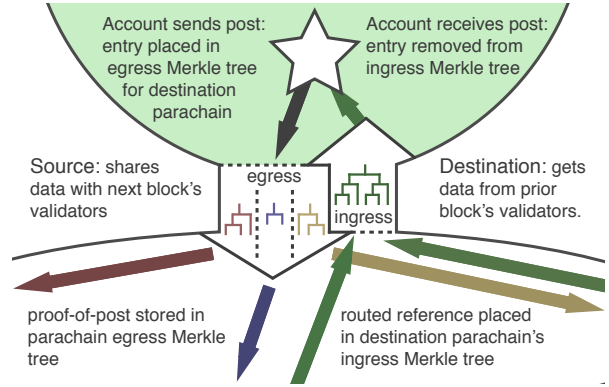 Account sends post:
entry placed in
egress Merkle tree
for destination
parachain
Account receives post:
entry removed from
ingress Merkle tree
Source: shares
data with next block's
validators
egress
ingress
Destination: gets
data from prior
block's validators.
proof-of-post stored in
parachain egress Merkle
tree
routed reference placed
in destination parachain's
ingress Merkle tree